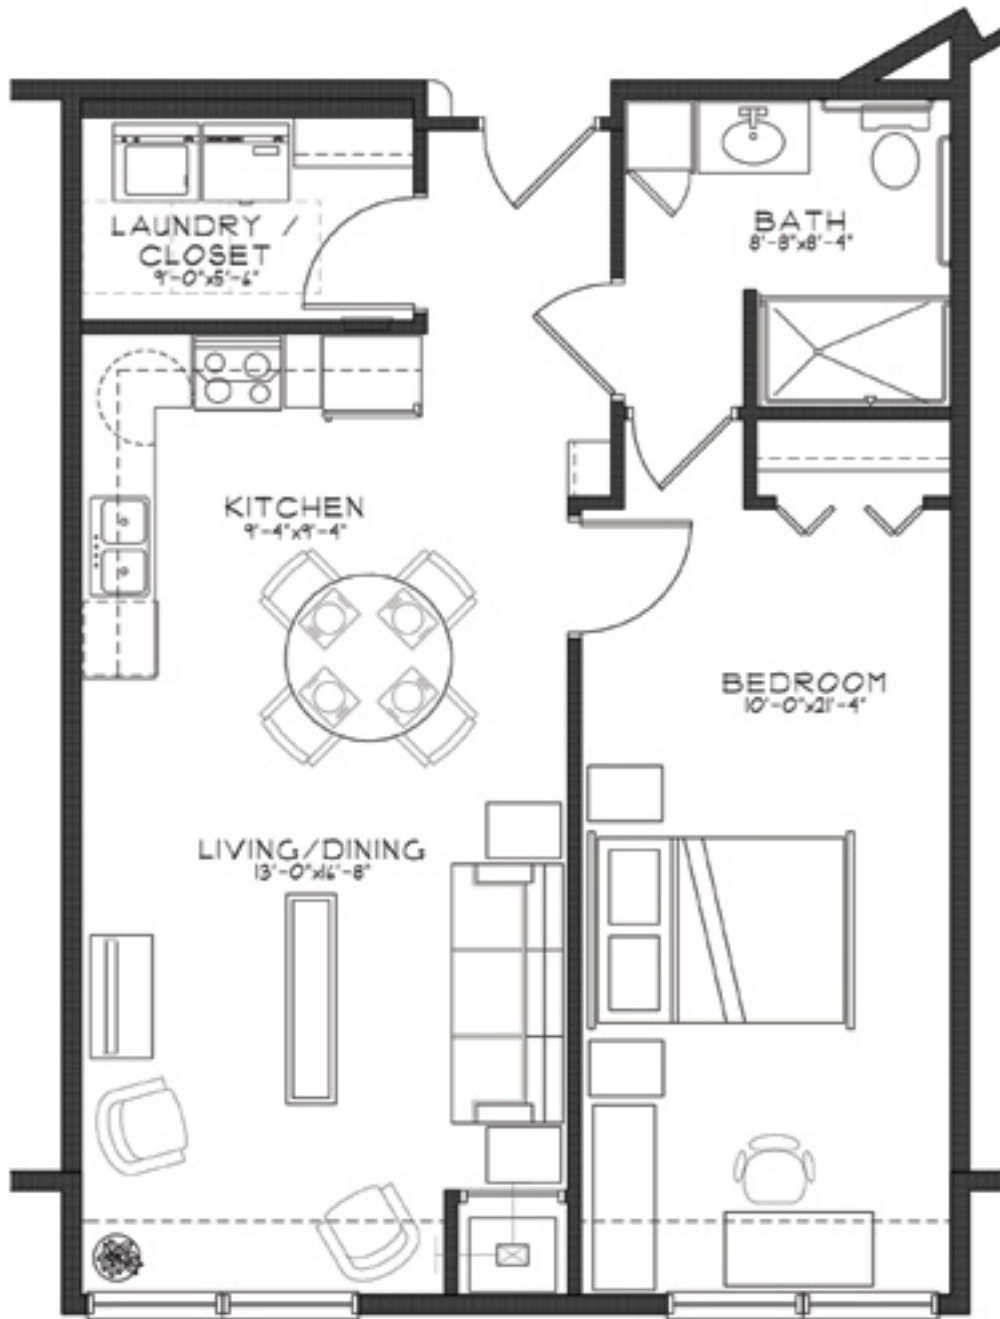 LAUNDRY /
CLOSET
9'-0"x5'-6"
BATH
8'-8"x8'-4"
KITCHEN
9'-4"x9'-4"
BEDROOM
10'-0"x21'-4"
LIVING/DINING
13'-0"x16'-8"